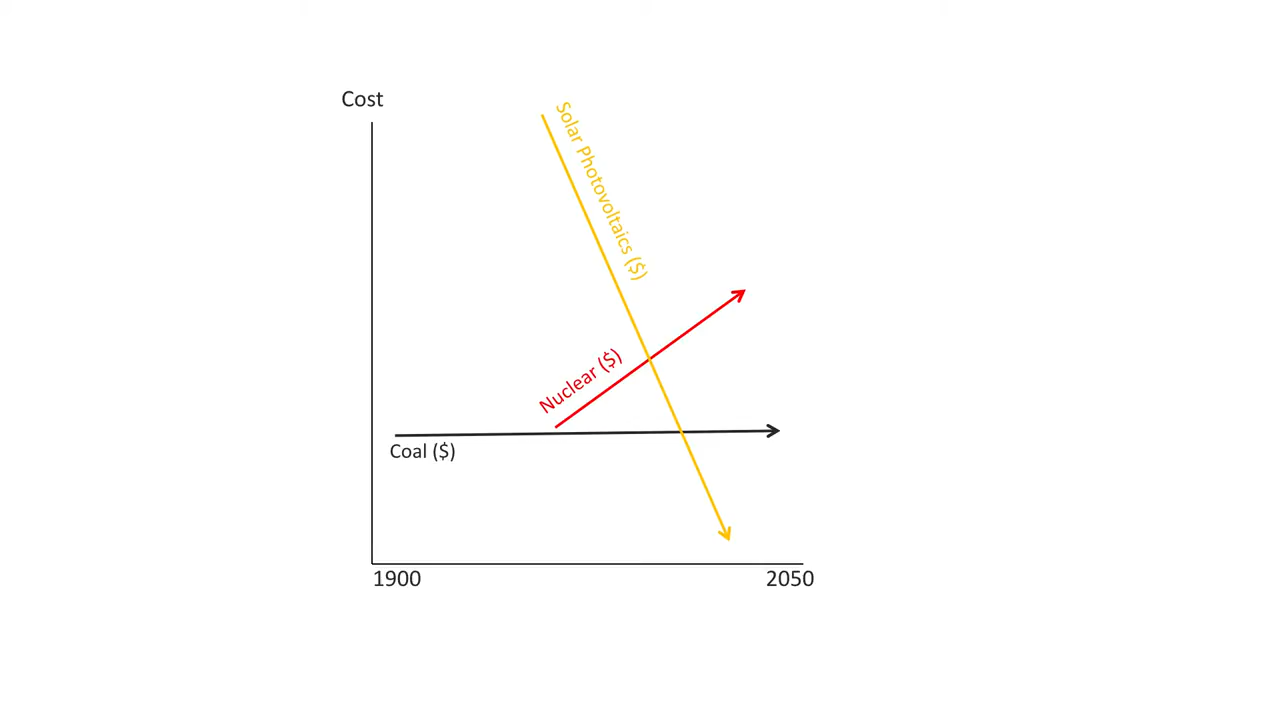 Cost
Solar Photovoltaics ($)
Nuclear ($)
Coal ($)
1900
2050